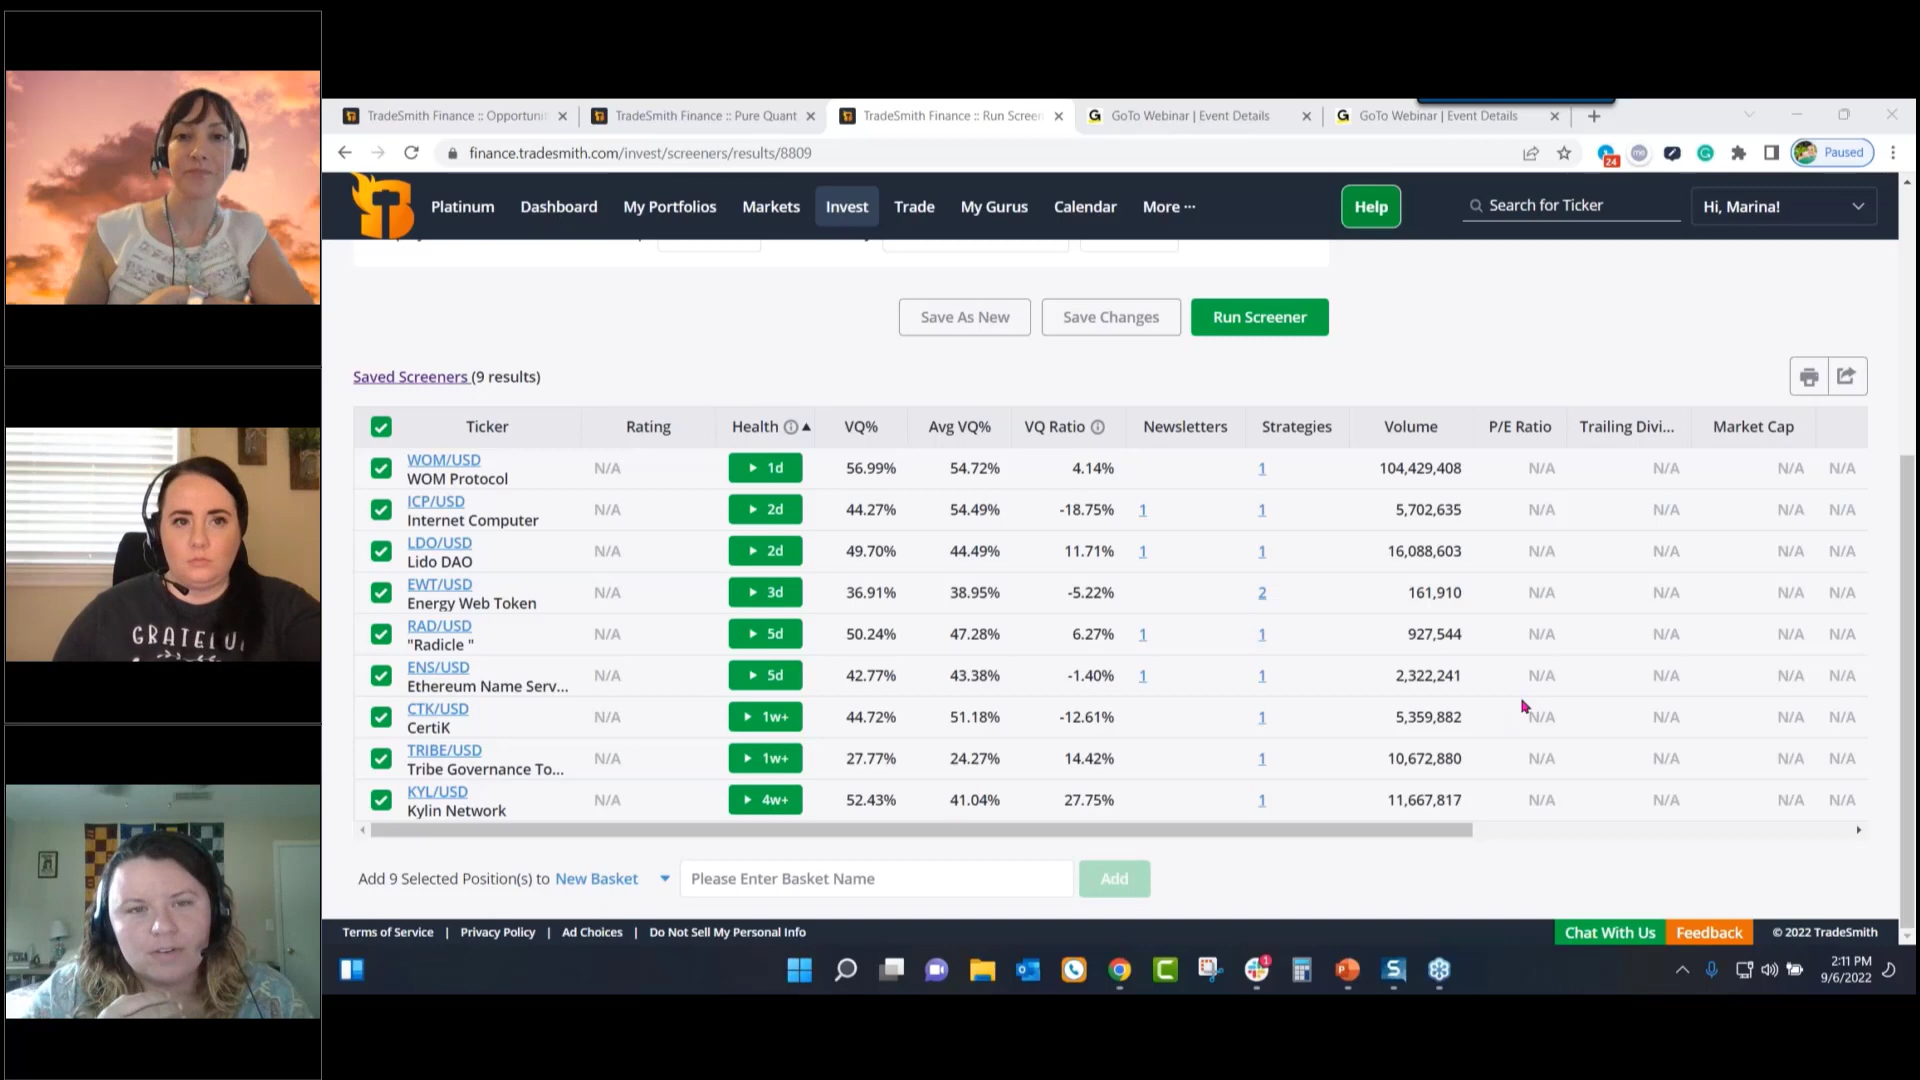 TradeSmith Finance :: Opportuni
TradeSmith Finance :: Pure Quant
TradeSmith Finance :: Run Screen
G GoTo Webinar | Event Details
G GoTo Webinar | Event Details
finance.tradesmith.com/invest/screeners/results/8809
24
Paused
Platinum Dashboard My Portfolios Markets Invest Trade My Gurus Calendar More ···
Help
Search for Ticker
Hi, Marina!
Save As New
Save Changes
Run Screener
Saved Screeners (9 results)
Ticker Rating Health VQ% Avg VQ% VQ Ratio Newsletters Strategies Volume P/E Ratio Trailing Divi... Market Cap
WOM/USD
WOM Protocol
N/A 1d 56.99% 54.72% 4.14% 1 104,429,408 N/A N/A N/A N/A
ICP/USD
Internet Computer
N/A 2d 44.27% 54.49% -18.75% 1 1 5,702,635 N/A N/A N/A N/A
LDO/USD
Lido DAO
N/A 2d 49.70% 44.49% 11.71% 1 1 16,088,603 N/A N/A N/A N/A
EWT/USD
Energy Web Token
N/A 3d 36.91% 38.95% -5.22% 2 161,910 N/A N/A N/A N/A
RAD/USD
"Radicle "
N/A 5d 50.24% 47.28% 6.27% 1 1 927,544 N/A N/A N/A N/A
ENS/USD
Ethereum Name Serv...
N/A 5d 42.77% 43.38% -1.40% 1 1 2,322,241 N/A N/A N/A N/A
CTK/USD
CertiK
N/A 1w+ 44.72% 51.18% -12.61% 1 5,359,882 N/A N/A N/A N/A
TRIBE/USD
Tribe Governance To...
N/A 1w+ 27.77% 24.27% 14.42% 1 10,672,880 N/A N/A N/A N/A
KYL/USD
Kylin Network
N/A 4w+ 52.43% 41.04% 27.75% 1 11,667,817 N/A N/A N/A N/A
Add 9 Selected Position(s) to New Basket
Please Enter Basket Name
Add
Terms of Service | Privacy Policy | Ad Choices | Do Not Sell My Personal Info
Chat With Us
Feedback
© 2022 TradeSmith
2:11 PM
9/6/2022
GRATEFU